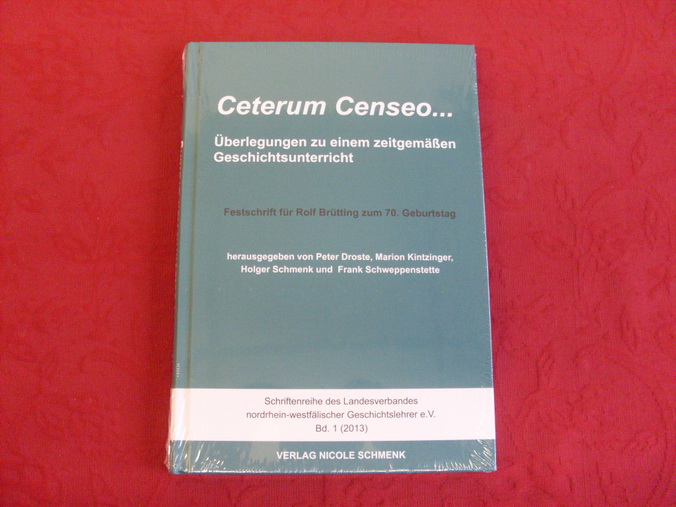 Ceterum Censeo...
Überlegungen zu einem zeitgemäßen
Geschichtsunterricht
Festschrift für Rolf Brütting zum 70. Geburtstag
herausgegeben von Peter Droste, Marion Kintzinger,
Holger Schmenk und Frank Schweppenstette
Schriftenreihe des Landesverbandes
nordrhein-westfälischer Geschichtslehrer e.V.
Bd. 1 (2013)
VERLAG NICOLE SCHMENK